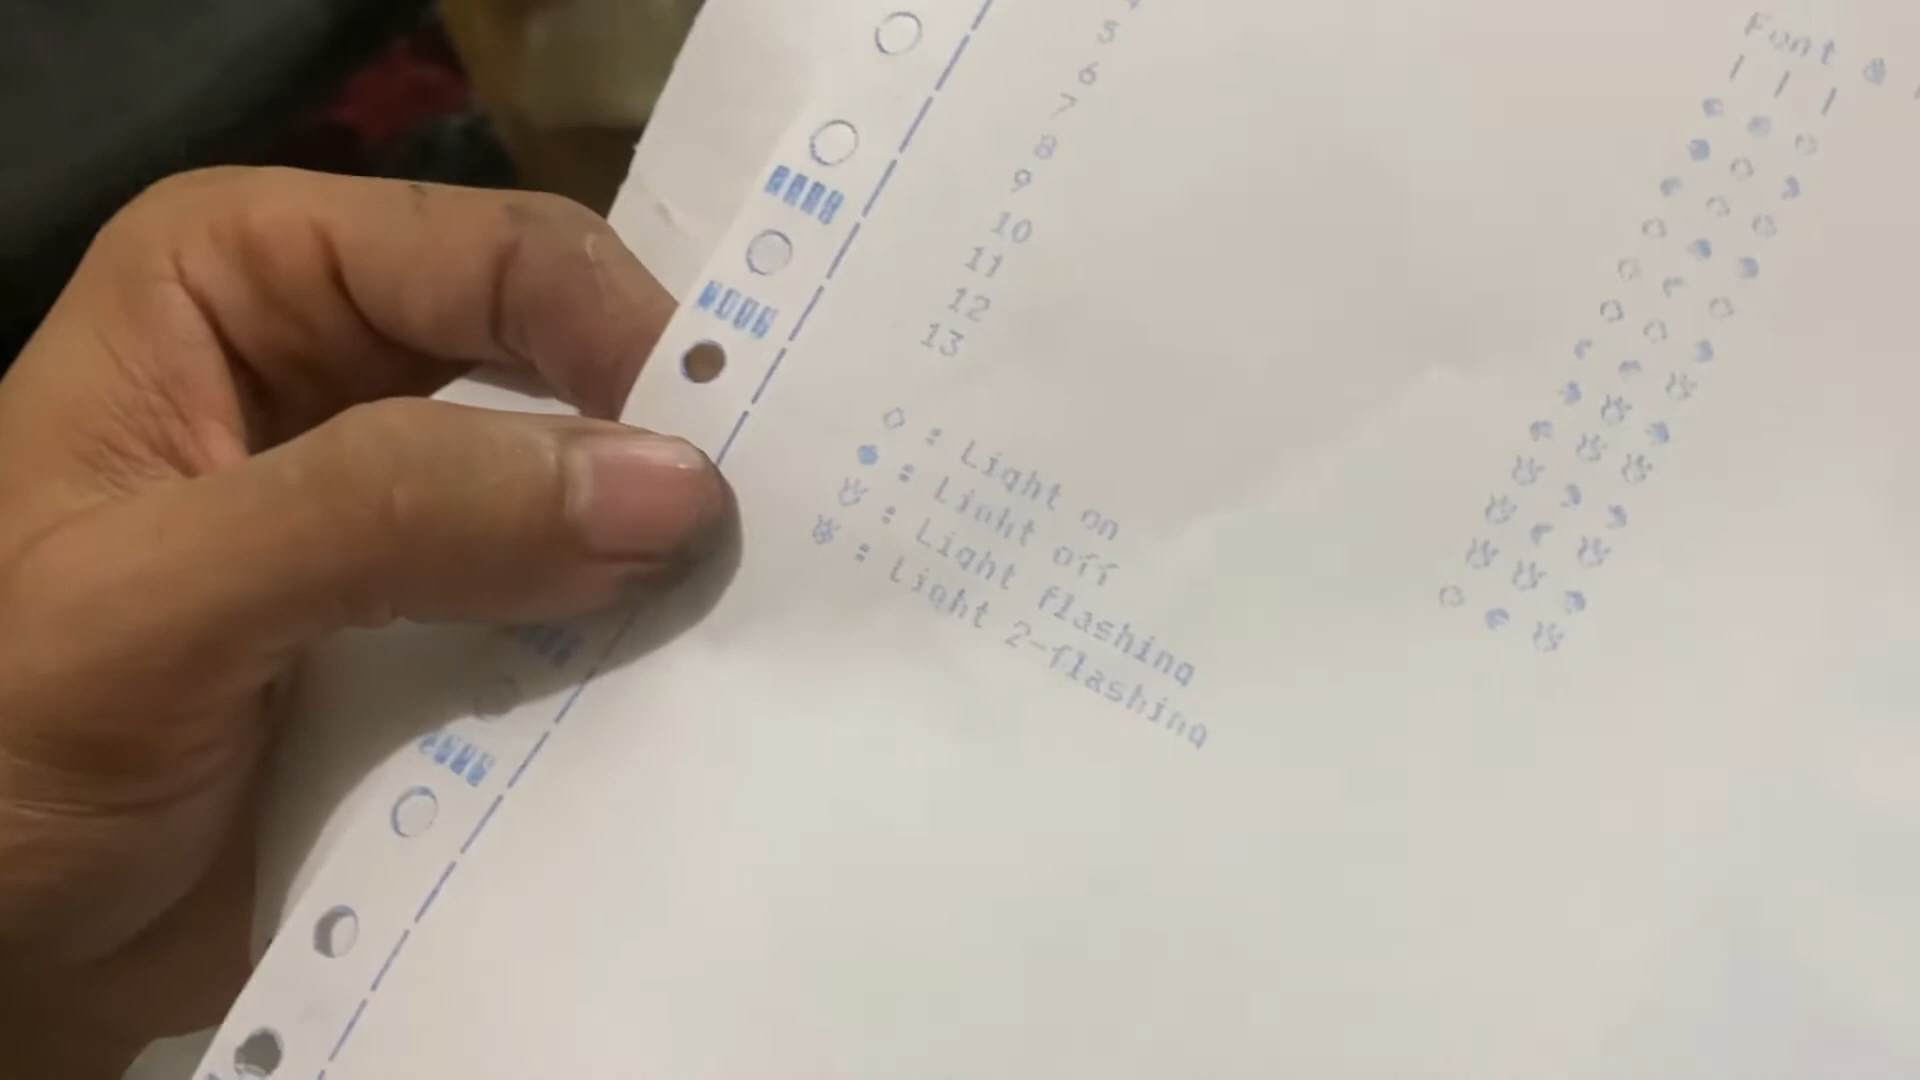 Font &
5
6
7
8
9
10
11
12
13
○ : Light on
● : Light off
: Light flashing
: Light 2-flashing